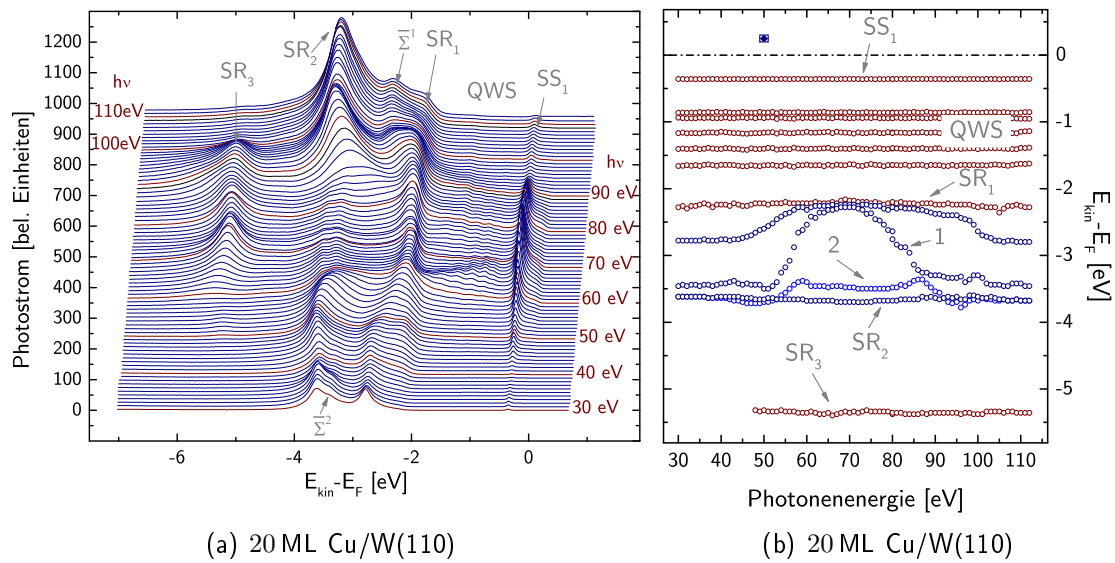 1200
1100
1000
900
800
700
600
500
400
300
200
100
0
Photostrom [bel. Einheiten]
hν
110eV
100eV
SR3
SR2
Σ̅1
SR1
QWS
SS1
hν
90 eV
80 eV
70 eV
60 eV
50 eV
40 eV
30 eV
Σ̅2
-6
-4
-2
0
Ekin-EF [eV]
(a) 20 ML Cu/W(110)
SS1
QWS
SR1
1
2
SR2
SR3
0
-1
-2
-3
-4
-5
Ekin-EF [eV]
30
40
50
60
70
80
90
100
110
Photonenenergie [eV]
(b) 20 ML Cu/W(110)